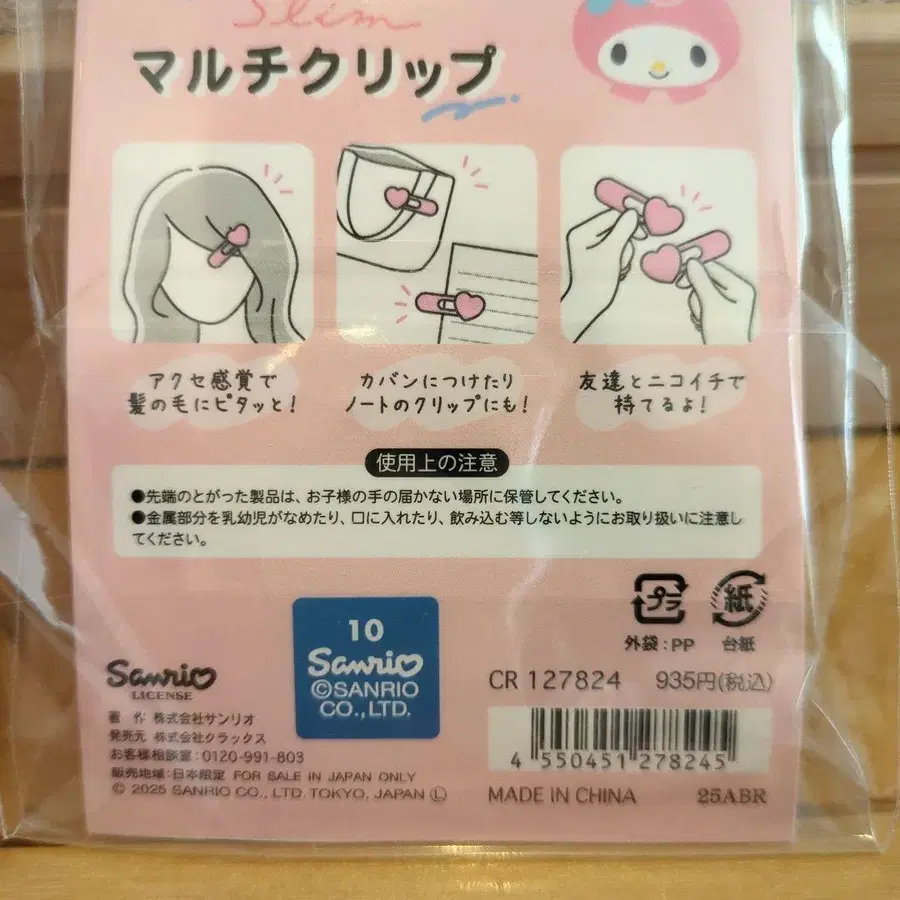 Slim
マルチクリップ
アクセ感覚で
髪の毛にピタッと!
カバンにつけたり
ノートのクリップにも!
友達とニコイチで
持てるよ!
使用上の注意
●先端のとがった製品は、お子様の手の届かない場所に保管してください。
●金属部分を乳幼児がなめたり、口に入れたり、飲み込む等しないようにお取り扱いに注意し
てください。
プラ
紙
外袋:PP
台紙
10
Sanrio
©SANRIO
CO.,LTD.
Sanrio
LICENSE
CR 127824
935円(税込)
著 作 株式会社サンリオ
発売元 株式会社クラックス
お客様相談室:0120-991-803
販売地域:日本限定 FOR SALE IN JAPAN ONLY
© 2025 SANRIO CO., LTD. TOKYO, JAPAN Ⓛ
4 550451 278245
MADE IN CHINA
25ABR